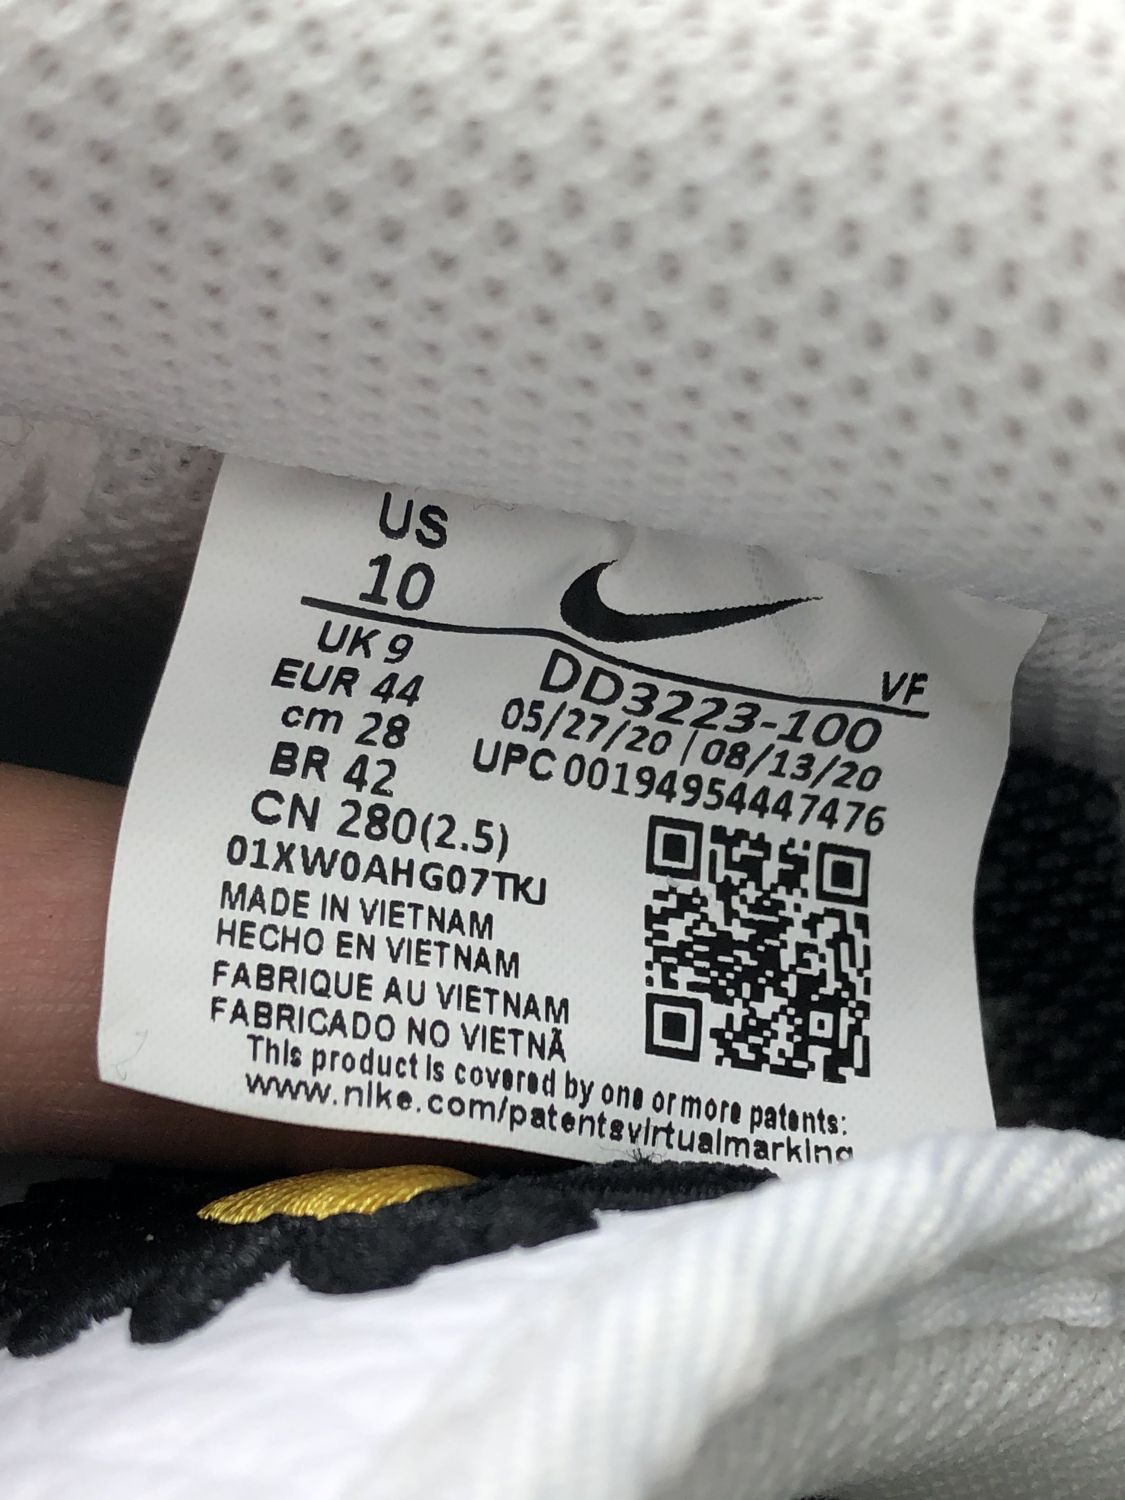 US
10
UK 9
EUR 44
cm 28
BR 42
CN 280(2.5)
01XW0AHG07TKJ
VF
DD3223-100
05/27/20 | 08/13/20
UPC 00194954447476
MADE IN VIETNAM
HECHO EN VIETNAM
FABRIQUE AU VIETNAM
FABRICADO NO VIETNÃ
This product is covered by one or more patents:
www.nike.com/patentsvirtualmarking